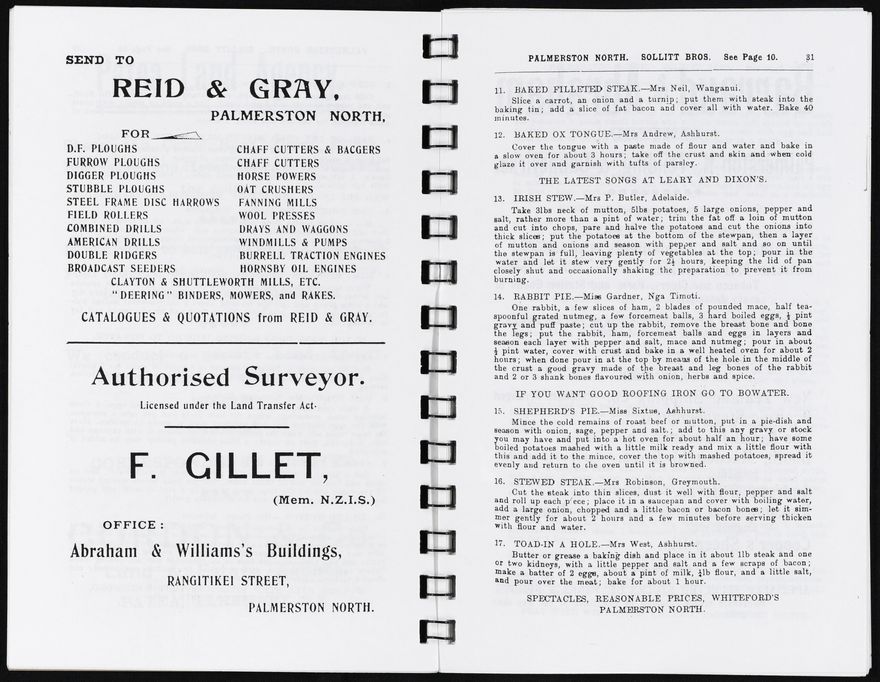 SEND TO
REID & GRAY,
PALMERSTON NORTH,
FOR
D.F. PLOUGHS
FURROW PLOUGHS
DIGGER PLOUGHS
STUBBLE PLOUGHS
STEEL FRAME DISC HARROWS
FIELD ROLLERS
COMBINED DRILLS
AMERICAN DRILLS
DOUBLE RIDGERS
BROADCAST SEEDERS
CHAFF CUTTERS & BAGGERS
CHAFF CUTTERS
HORSE POWERS
OAT CRUSHERS
FANNING MILLS
WOOL PRESSES
DRAYS AND WAGGONS
WINDMILLS & PUMPS
BURRELL TRACTION ENGINES
HORNSBY OIL ENGINES
CLAYTON & SHUTTLEWORTH MILLS, ETC.
"DEERING" BINDERS, MOWERS, and RAKES.
CATALOGUES & QUOTATIONS from REID & GRAY.
Authorised Surveyor.
Licensed under the Land Transfer Act.
F. GILLET,
(Mem. N.Z.I.S.)
OFFICE:
Abraham & Williams's Buildings,
RANGITIKEI STREET,
PALMERSTON NORTH.
PALMERSTON NORTH. SOLLITT BROS. See Page 10. 31
11. BAKED FILLETED STEAK.—Mrs Neil, Wanganui.
Slice a carrot, an onion and a turnip; put them with steak into the
baking tin; add a slice of fat bacon and cover all with water. Bake 40
minutes.
12. BAKED OX TONGUE.—Mrs Andrew, Ashhurst.
Cover the tongue with a paste made of flour and water and bake in
a slow oven for about 3 hours; take off the crust and skin and when cold
glaze it over and garnish with tufts of parsley.
THE LATEST SONGS AT LEARY AND DIXON'S.
13. IRISH STEW.—Mrs P. Butler, Adelaide.
Take 3lbs neck of mutton, 5lbs potatoes, 5 large onions, pepper and
salt, rather more than a pint of water; trim the fat off a loin of mutton
and cut into chops, pare and halve the potatoes and cut the onions into
thick slices; put the potatoes at the bottom of the stewpan, then a layer
of mutton and onions and season with pepper and salt and so on until
the stewpan is full, leaving plenty of vegetables at the top; pour in the
water and let it stew very gently for 2½ hours, keeping the lid of pan
closely shut and occasionally shaking the preparation to prevent it from
burning.
14. RABBIT PIE.—Miss Gardner, Nga Timoti.
One rabbit, a few slices of ham, 2 blades of pounded mace, half tea-
spoonful grated nutmeg, a few forcemeat balls, 3 hard boiled eggs, ½ pint
gravy and puff paste; cut up the rabbit, remove the breast bone and bone
the legs; put the rabbit, ham, forcemeat balls and eggs in layers and
season each layer with pepper and salt, mace and nutmeg; pour in about
½ pint water, cover with crust and bake in a well heated oven for about 2
hours; when done pour in at the top by means of the hole in the middle of
the crust a good gravy made of the breast and leg bones of the rabbit
and 2 or 3 shank bones flavoured with onion, herbs and spice.
IF YOU WANT GOOD ROOFING IRON GO TO BOWATER.
15. SHEPHERD'S PIE.—Miss Sixtus, Ashhurst.
Mince the cold remains of roast beef or mutton, put in a pie-dish and
season with onion, sage, pepper and salt.; add to this any gravy or stock
you may have and put into a hot oven for about half an hour; have some
boiled potatoes mashed with a little milk ready and mix a little flour with
this and add it to the mince, cover the top with mashed potatoes, spread it
evenly and return to the oven until it is browned.
16. STEWED STEAK.—Mrs Robinson, Greymouth.
Cut the steak into thin slices, dust it well with flour, pepper and salt
and roll up each piece; place it in a saucepan and cover with boiling water,
add a large onion, chopped and a little bacon or bacon bones; let it sim-
mer gently for about 2 hours and a few minutes before serving thicken
with flour and water.
17. TOAD-IN A HOLE.—Mrs West, Ashhurst.
Butter or grease a baking dish and place in it about 1lb steak and one
or two kidneys, with a little pepper and salt and a few scraps of bacon;
make a batter of 2 eggs, about a pint of milk, ½lb flour, and a little salt,
and pour over the meat; bake for about 1 hour.
SPECTACLES, REASONABLE PRICES, WHITEFORD'S
PALMERSTON NORTH.